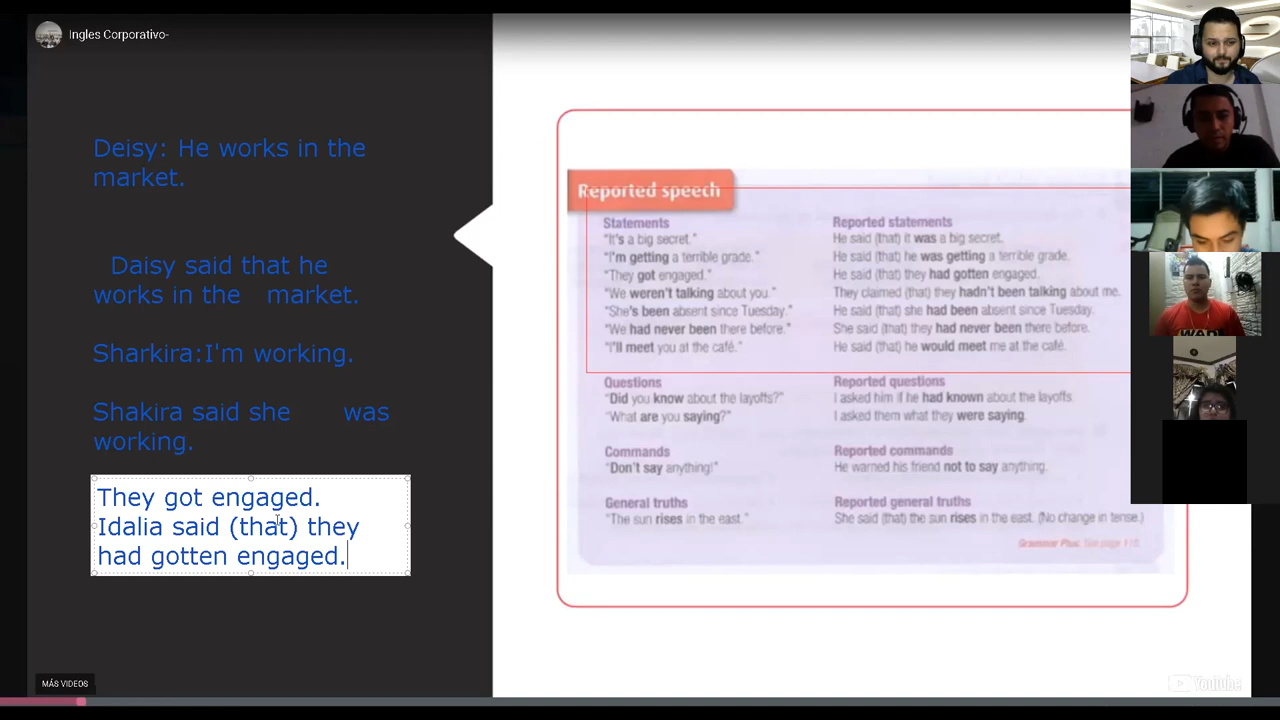 Ingles Corporativo-
Deisy: He works in the
market.
Daisy said that he
works in the market.
Sharkira:I'm working.
Shakira said she was
working.
They got engaged.
Idalia said (that) they
had gotten engaged.
MÁS VIDEOS
Reported speech
Statements
"It's a big secret."
"I'm getting a terrible grade."
"They got engaged."
"We weren't talking about you."
"She's been absent since Tuesday."
"We had never been there before."
"I'll meet you at the café."
Reported statements
He said (that) it was a big secret.
He said (that) he was getting a terrible grade.
He said (that) they had gotten engaged.
They claimed (that) they hadn't been talking about me.
He said (that) she had been absent since Tuesday.
She said (that) they had never been there before.
He said (that) he would meet me at the café.
Questions
"Did you know about the layoffs?"
"What are you saying?"
Reported questions
I asked him if he had known about the layoffs.
I asked them what they were saying.
Commands
"Don't say anything!"
Reported commands
He warned his friend not to say anything.
General truths
"The sun rises in the east."
Reported general truths
She said (that) the sun rises in the east. (No change in tense.)
Grammar Plus: See page 115.
YouTube